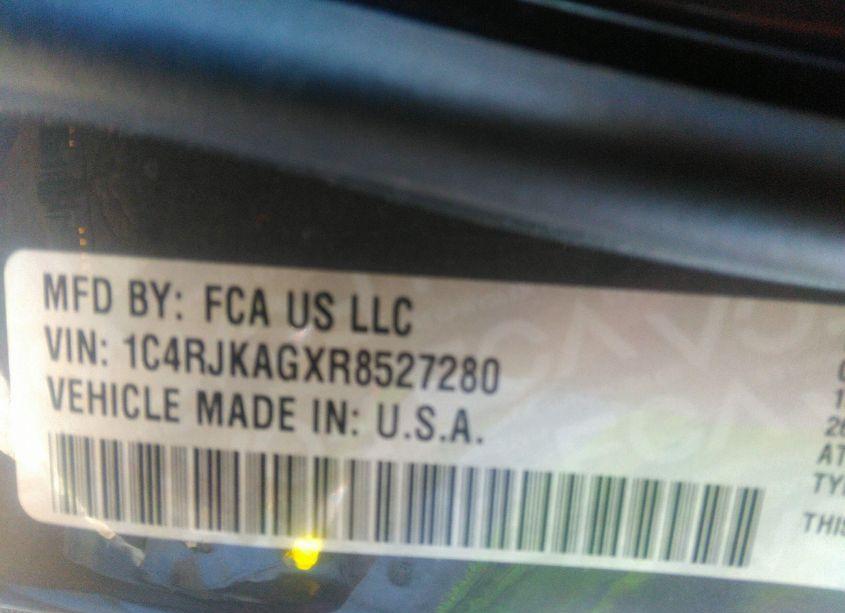 MFD BY: FCA US LLC
VIN: 1C4RJKAGXR8527280
VEHICLE MADE IN: U.S.A.